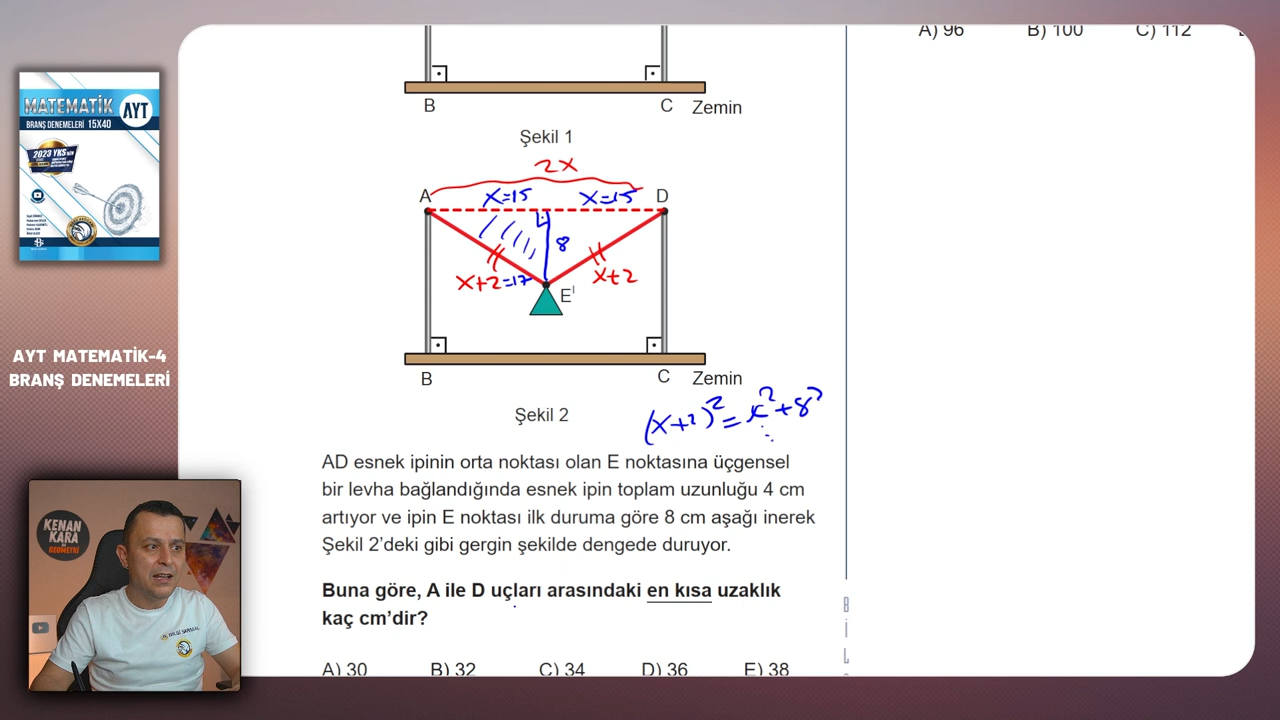 A) 96 B) 100 C) 112
B C Zemin
Şekil 1
2x
A x=15 x=15 D
8
x+2=17 x+2
E'
B C Zemin
Şekil 2
(x+2)² = x² + 8²
AD esnek ipinin orta noktası olan E noktasına üçgensel
bir levha bağlandığında esnek ipin toplam uzunluğu 4 cm
artıyor ve ipin E noktası ilk duruma göre 8 cm aşağı inerek
Şekil 2’deki gibi gergin şekilde dengede duruyor.
Buna göre, A ile D uçları arasındaki en kısa uzaklık
kaç cm’dir?
A) 30 B) 32 C) 34 D) 36 E) 38
B
İ
L
MATEMATİK AYT
BRANŞ DENEMELERİ 15X40
2023 YKS'NİN
AYT MATEMATİK-4
BRANŞ DENEMELERİ
KENAN
KARA
GEOMETRİ